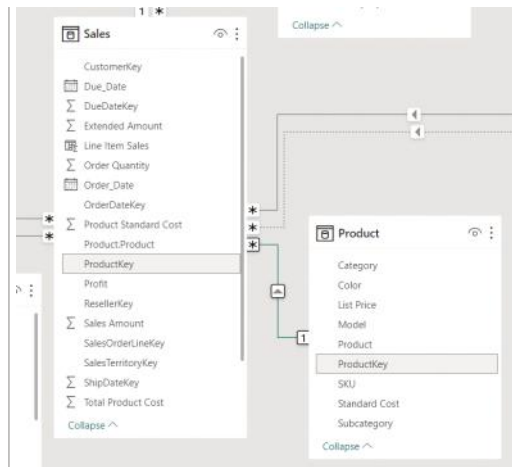 1 *
Collapse
Sales
CustomerKey
Due_Date
DueDateKey
Extended Amount
Line Item Sales
Order Quantity
Order_Date
OrderDateKey
Product Standard Cost
Product.Product
ProductKey
Profit
ResellerKey
Sales Amount
SalesOrderLineKey
SalesTerritoryKey
ShipDateKey
Total Product Cost
Collapse
*
*
*
*
*
1
Product
Category
Color
List Price
Model
Product
ProductKey
SKU
Standard Cost
Subcategory
Collapse